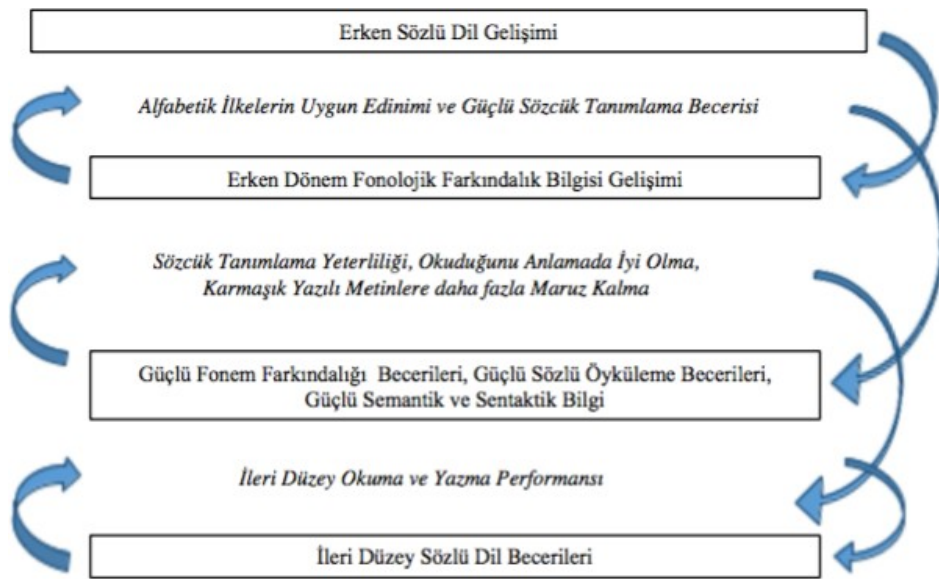 Erken Sözlü Dil Gelişimi
Alfabetik İlkelerin Uygun Edinimi ve Güçlü Sözcük Tanımlama Becerisi
Erken Dönem Fonolojik Farkındalık Bilgisi Gelişimi
Sözcük Tanımlama Yeterliliği, Okuduğunu Anlamada İyi Olma,
Karmaşık Yazılı Metinlere daha fazla Maruz Kalma
Güçlü Fonem Farkındalığı Becerileri, Güçlü Sözlü Öyküleme Becerileri,
Güçlü Semantik ve Sentaktik Bilgi
İleri Düzey Okuma ve Yazma Performansı
İleri Düzey Sözlü Dil Becerileri